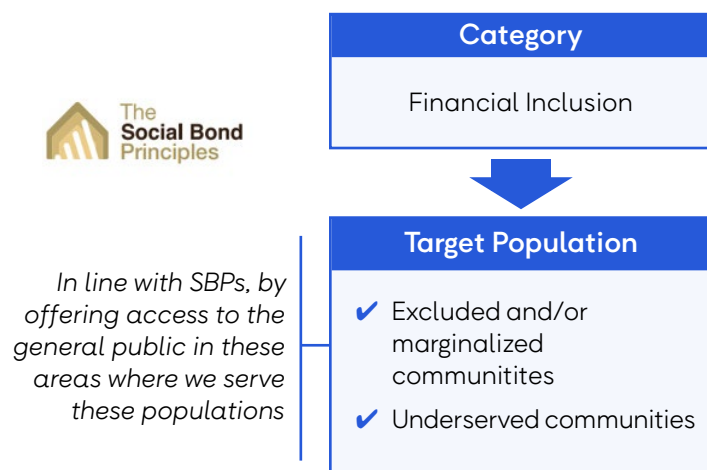 Category
Financial Inclusion
The
Social Bond
Principles
Target Population
In line with SBPs, by
offering access to the
general public in these
areas where we serve
these populations
✔ Excluded and/or
marginalized
communitites
✔ Underserved communities